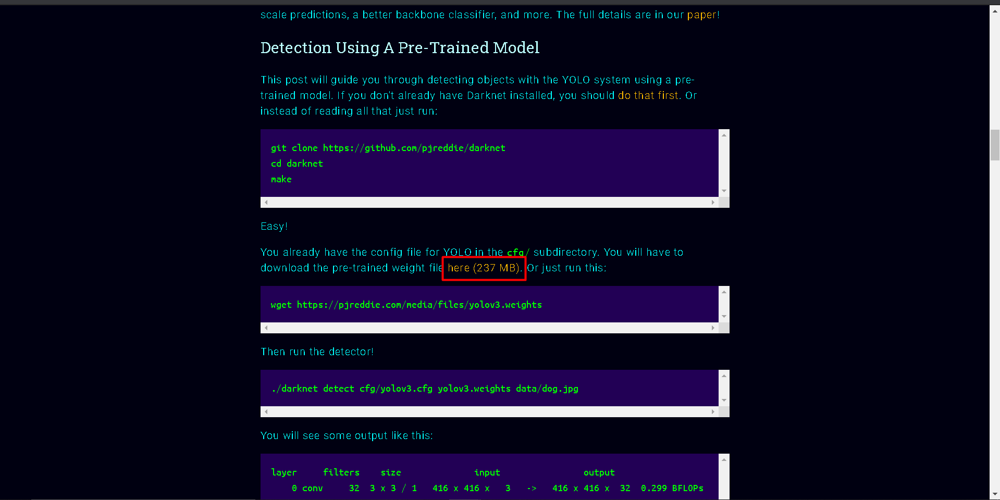 scale predictions, a better backbone classifier, and more. The full details are in our paper!
Detection Using A Pre-Trained Model
This post will guide you through detecting objects with the YOLO system using a pre-
trained model. If you don't already have Darknet installed, you should do that first. Or
instead of reading all that just run:
git clone https://github.com/pjreddie/darknet
cd darknet
make
Easy!
You already have the config file for YOLO in the cfg/ subdirectory. You will have to
download the pre-trained weight file here (237 MB). Or just run this:
wget https://pjreddie.com/media/files/yolov3.weights
Then run the detector!
./darknet detect cfg/yolov3.cfg yolov3.weights data/dog.jpg
You will see some output like this:
layer     filters    size              input                output
0 conv     32  3 x 3 / 1   416 x 416 x   3   ->   416 x 416 x  32  0.299 BFLOPs